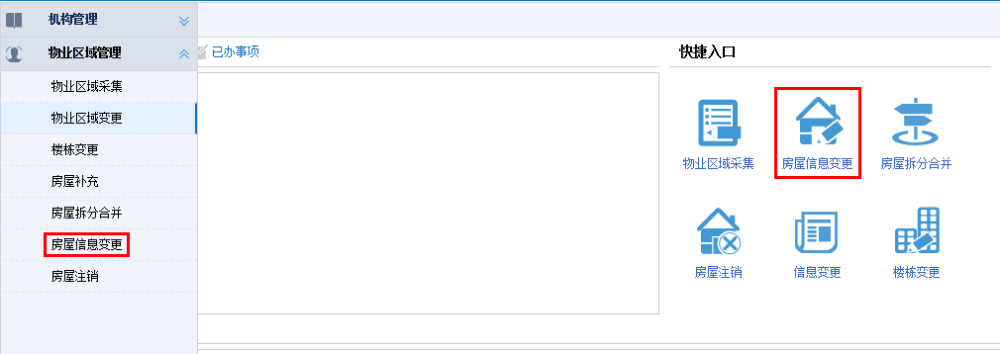 机构管理
物业区域管理
物业区域采集
物业区域变更
楼栋变更
房屋补充
房屋拆分合并
房屋信息变更
房屋注销
已办事项
快捷入口
物业区域采集
房屋信息变更
房屋拆分合并
房屋注销
信息变更
楼栋变更